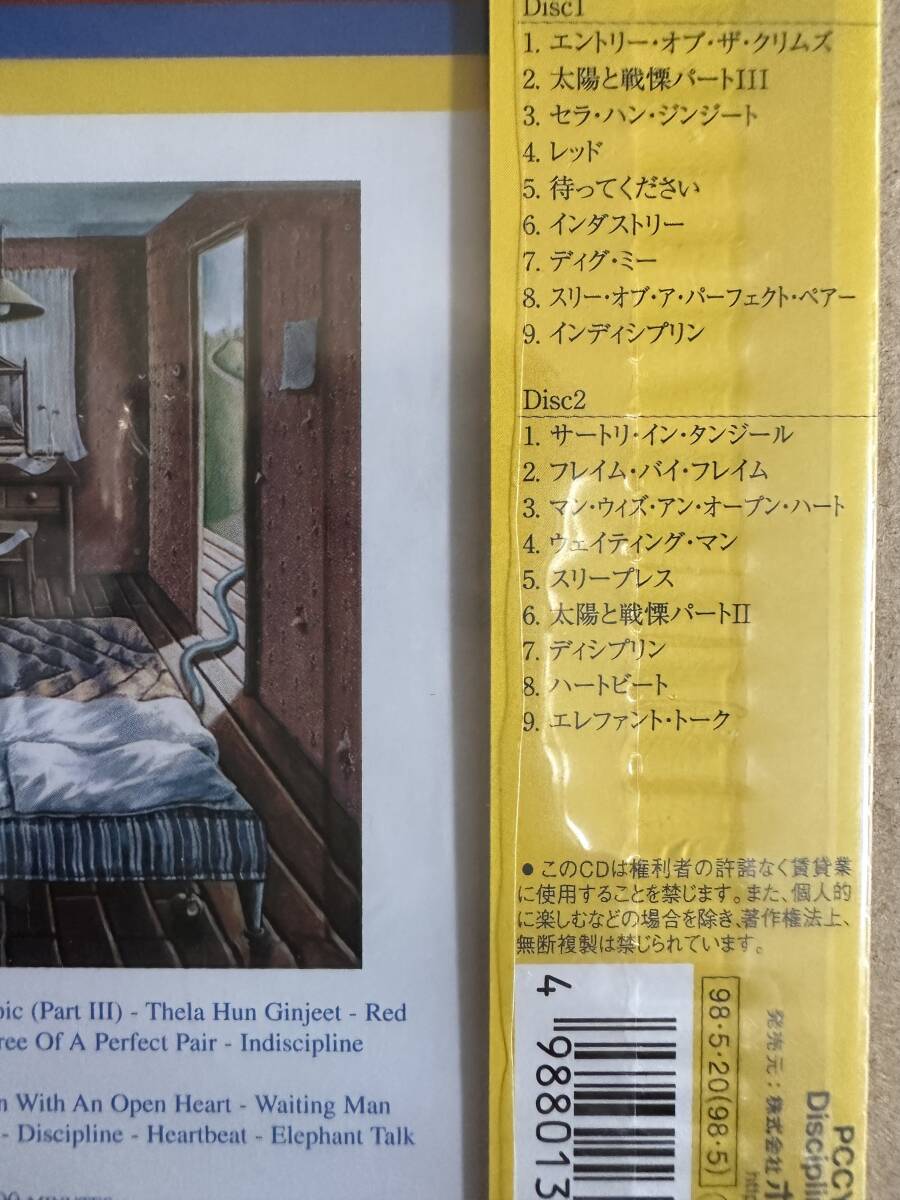 Disc1
1. エントリー・オブ・ザ・クリムズ
2. 太陽と戦慄パートIII
3. セラ・ハン・ジンジート
4. レッド
5. 待ってください
6. インダストリー
7. ディグ・ミー
8. スリー・オブ・ア・パーフェクト・ペアー
9. インディシプリン
Disc2
1. サートリ・イン・タンジール
2. フレイム・バイ・フレイム
3. マン・ウィズ・アン・オープン・ハート
4. ウェイティング・マン
5. スリープレス
6. 太陽と戦慄パートII
7. ディシプリン
8. ハートビート
9. エレファント・トーク
● このCDは権利者の許諾なく賃貸業
に使用することを禁じます。また、個人的
に楽しむなどの場合を除き、著作権法上、
無断複製は禁じられています。
(Part III) - Thela Hun Ginjeet - Red
Of A Perfect Pair - Indiscipline
With An Open Heart - Waiting Man
- Discipline - Heartbeat - Elephant Talk
MINUTES
4 988013
98・5・20(98・5)
発売元:株式会社
Disciplin
PCC